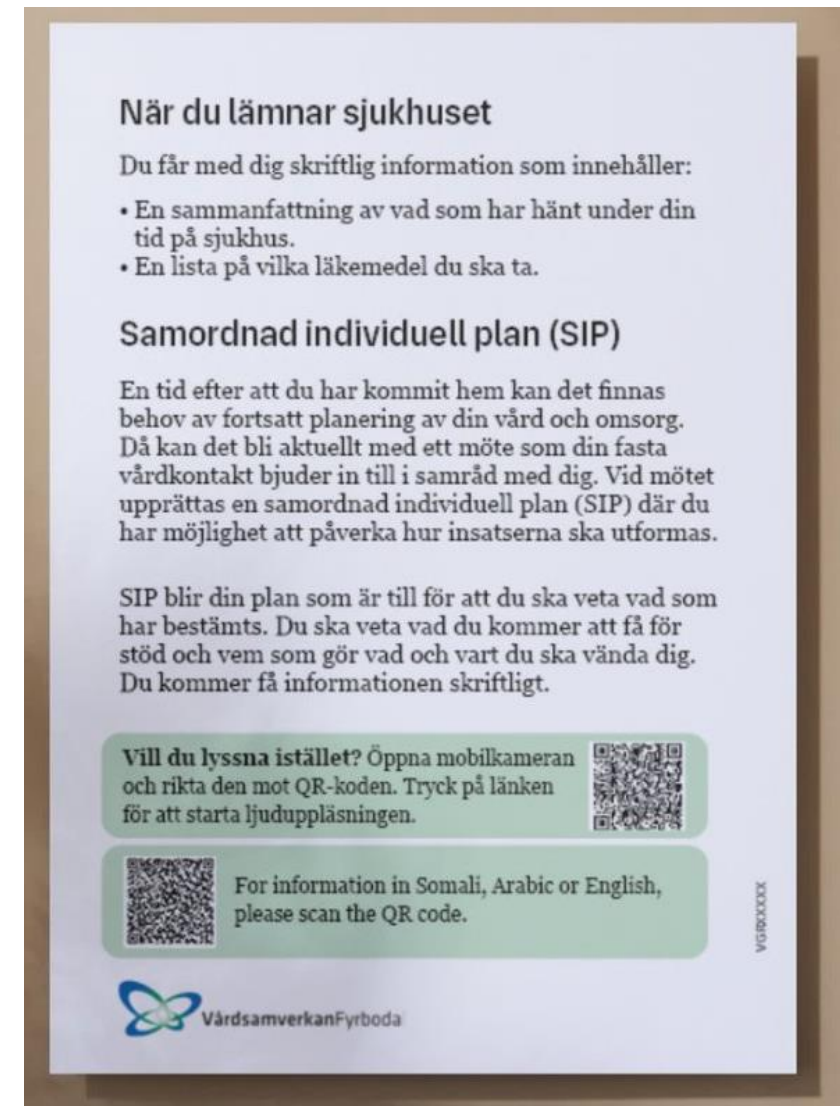 När du lämnar sjukhuset
Du får med dig skriftlig information som innehåller:
• En sammanfattning av vad som har hänt under din
tid på sjukhus.
• En lista på vilka läkemedel du ska ta.
Samordnad individuell plan (SIP)
En tid efter att du har kommit hem kan det finnas
behov av fortsatt planering av din vård och omsorg.
Då kan det bli aktuellt med ett möte som din fasta
vårdkontakt bjuder in till i samråd med dig. Vid mötet
upprättas en samordnad individuell plan (SIP) där du
har möjlighet att påverka hur insatserna ska utformas.
SIP blir din plan som är till för att du ska veta vad som
har bestämts. Du ska veta vad du kommer att få för
stöd och vem som gör vad och vart du ska vända dig.
Du kommer få informationen skriftligt.
Vill du lyssna istället? Öppna mobilkameran
och rikta den mot QR-koden. Tryck på länken
för att starta ljuduppläsningen.
For information in Somali, Arabic or English,
please scan the QR code.
VGRXXXXX
VårdsamverkanFyrboda